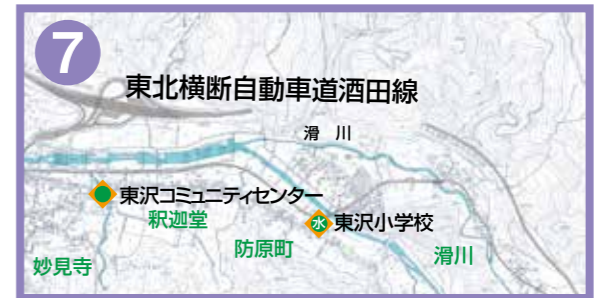 7
東北横断自動車道酒田線
滑 川
東沢コミュニティセンター
釈迦堂
水 東沢小学校
防原町
滑川
妙見寺